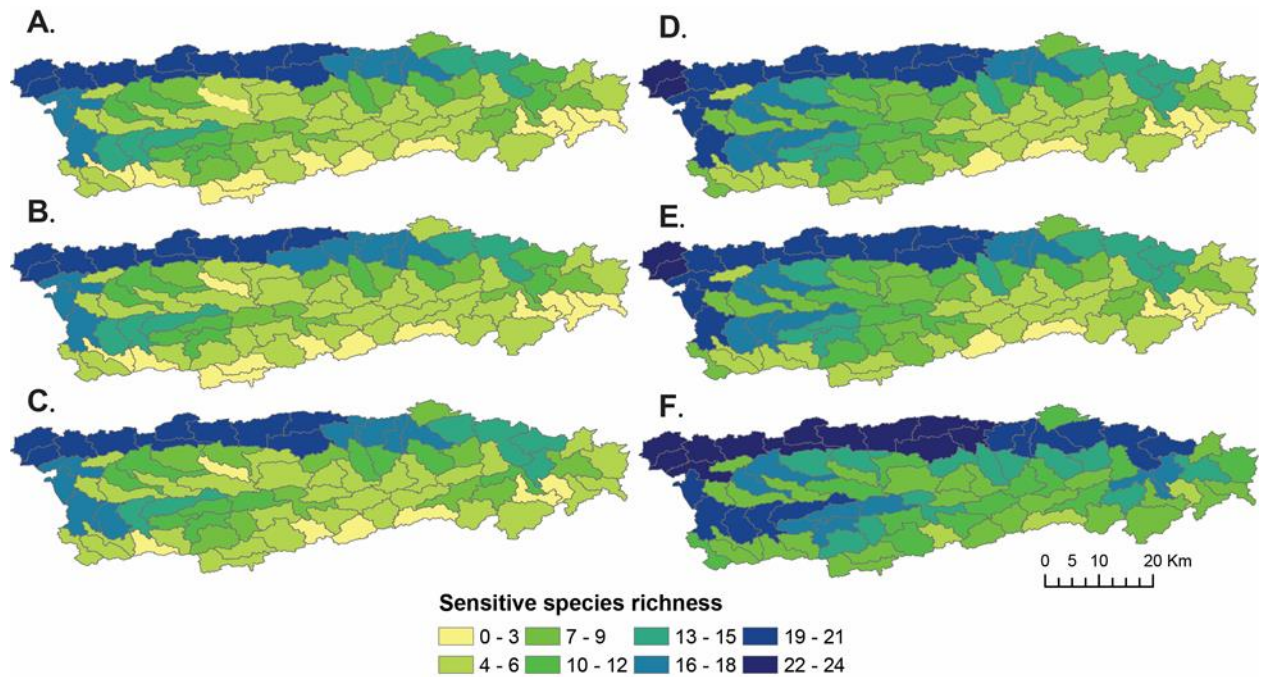 A.
D.
B.
E.
C.
F.
0 5 10 20 Km
Sensitive species richness
0 - 3 7 - 9 13 - 15 19 - 21
4 - 6 10 - 12 16 - 18 22 - 24